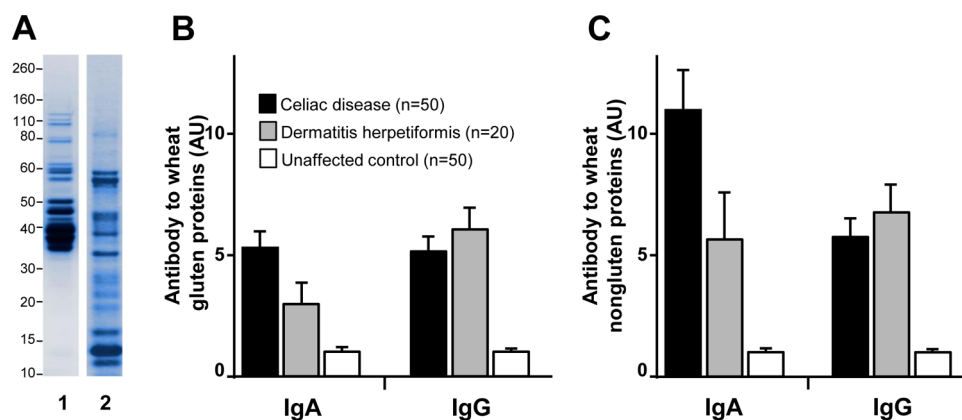 A
260
160
110
80
60
50
40
30
20
15
10
1 2
B
Antibody to wheat
gluten proteins (AU)
10
5
0
Celiac disease (n=50)
Dermatitis herpetiformis (n=20)
Unaffected control (n=50)
IgA IgG
C
Antibody to wheat
nongluten proteins (AU)
10
5
0
IgA IgG